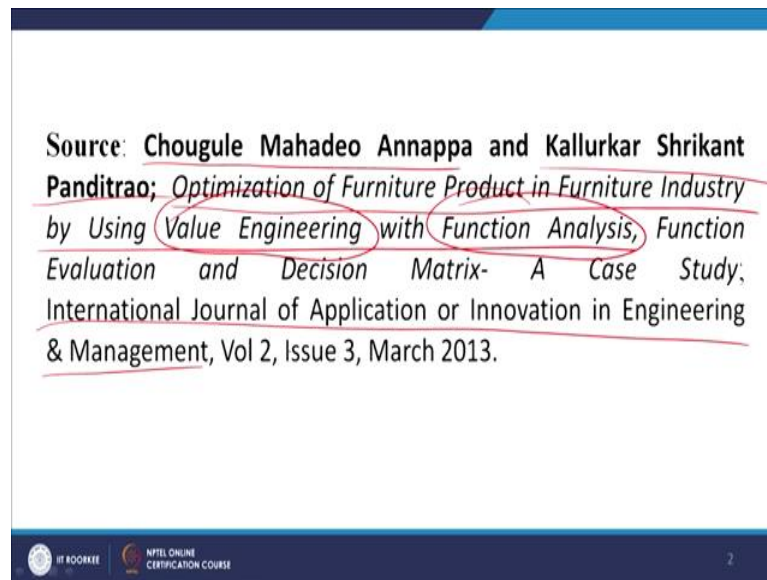 Source: Chougule Mahadeo Annappa and Kallurkar Shrikant
Panditrao; Optimization of Furniture Product in Furniture Industry
by Using Value Engineering with Function Analysis, Function
Evaluation and Decision Matrix- A Case Study;
International Journal of Application or Innovation in Engineering
& Management, Vol 2, Issue 3, March 2013.
IIT ROORKEE
NPTEL ONLINE
CERTIFICATION COURSE
2